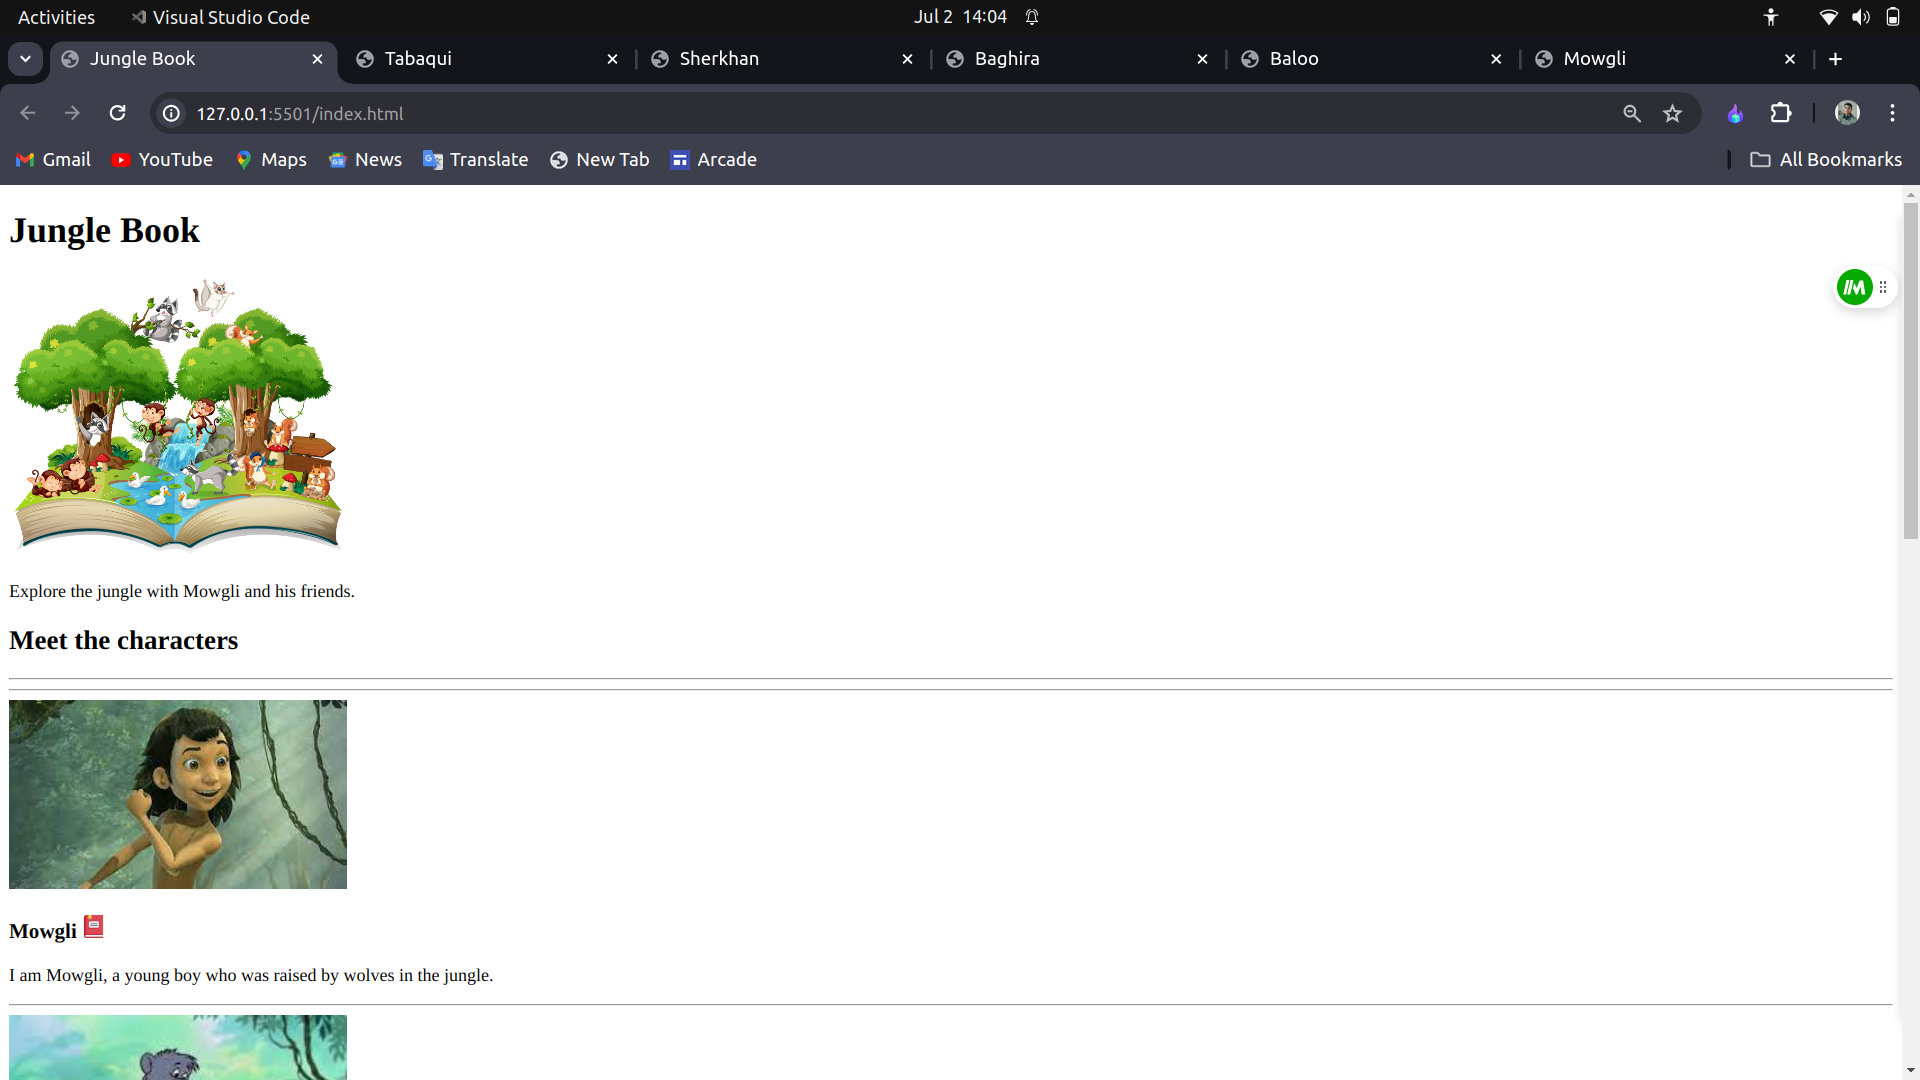 Activities Visual Studio Code Jul 2 14:04
Jungle Book Tabaqui Sherkhan Baghira Baloo Mowgli
127.0.0.1:5501/index.html
Gmail YouTube Maps News Translate New Tab Arcade All Bookmarks
Jungle Book
Explore the jungle with Mowgli and his friends.
Meet the characters
Mowgli
I am Mowgli, a young boy who was raised by wolves in the jungle.